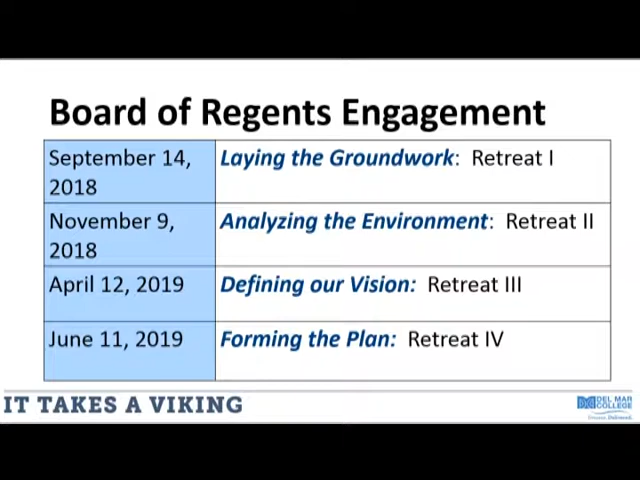 Board of Regents Engagement
September 14, 2018
Laying the Groundwork: Retreat I
November 9, 2018
Analyzing the Environment: Retreat II
April 12, 2019
Defining our Vision: Retreat III
June 11, 2019
Forming the Plan: Retreat IV
IT TAKES A VIKING
DEL MAR
COLLEGE